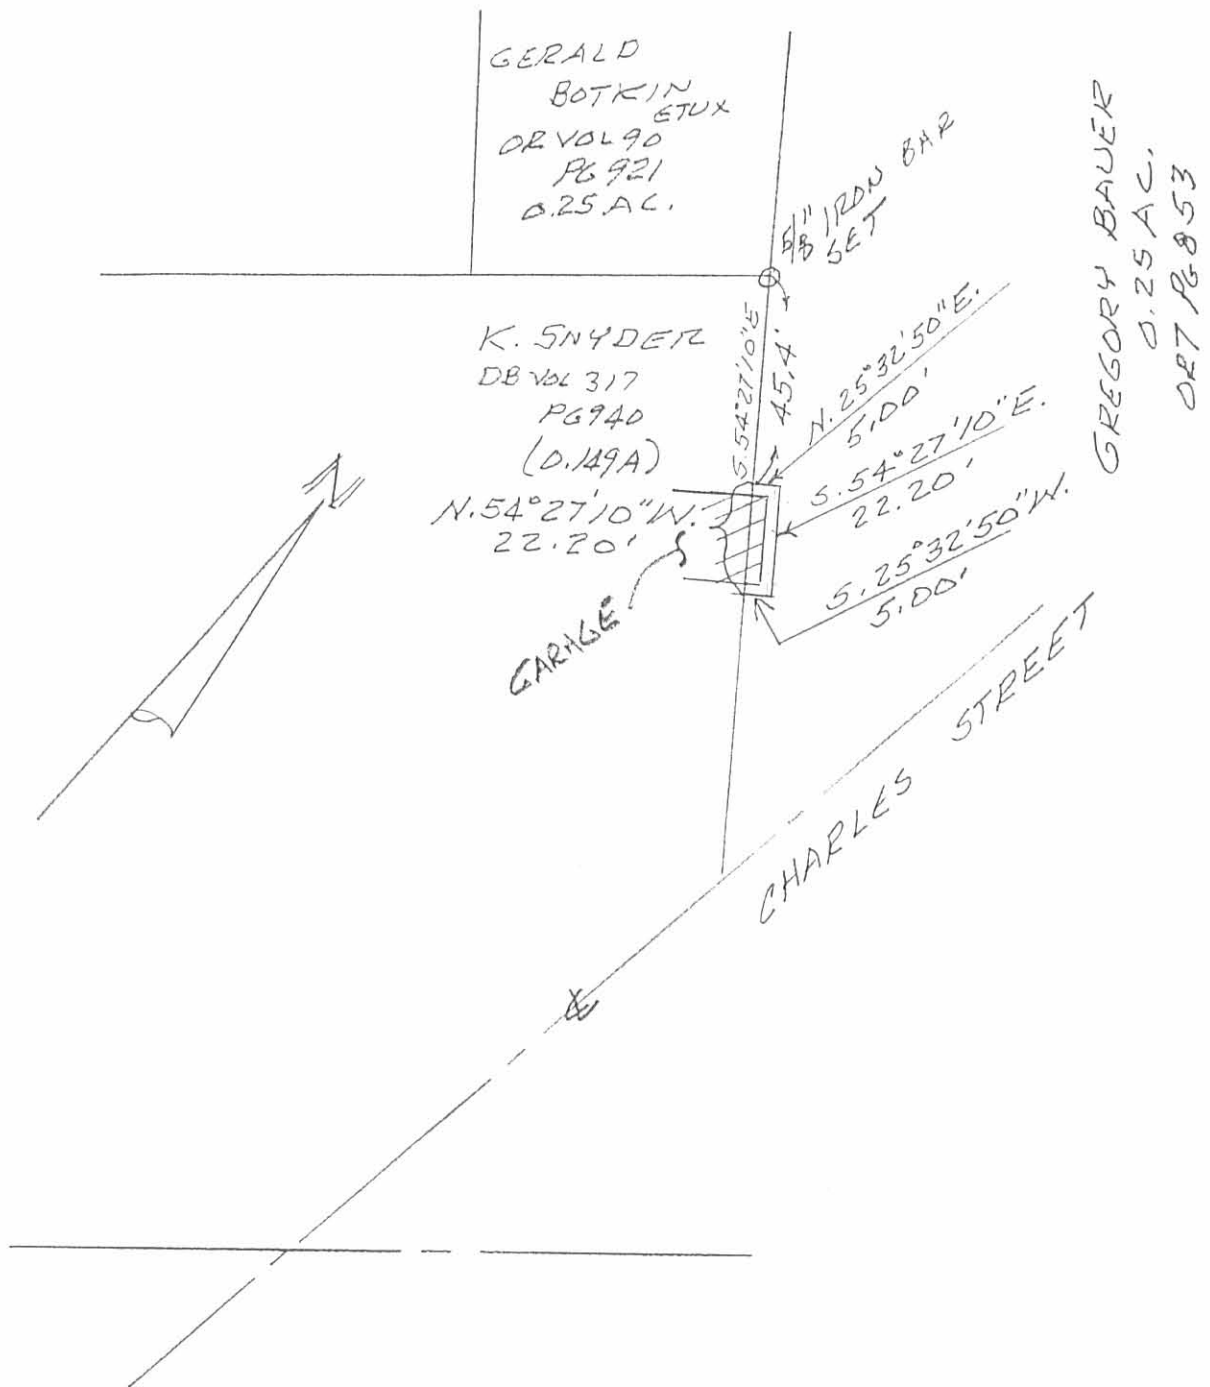 GERALD
BOTKIN
ETUX
OR VOL 90
PG 921
0.25 AC.
5/8" IRON BAR
SET
GREGORY BAUER
0.25 AC.
OR7 PG 853
K. SNYDER
DB VOL 317
PG 940
(0.149A)
S.54°27'10"E
45.4'
N.25°32'50"E.
5.00'
S.54°27'10"E.
22.20'
S.25°32'50"W.
5.00'
N.54°27'10"W.
22.20'
GARAGE
N
CHARLES STREET